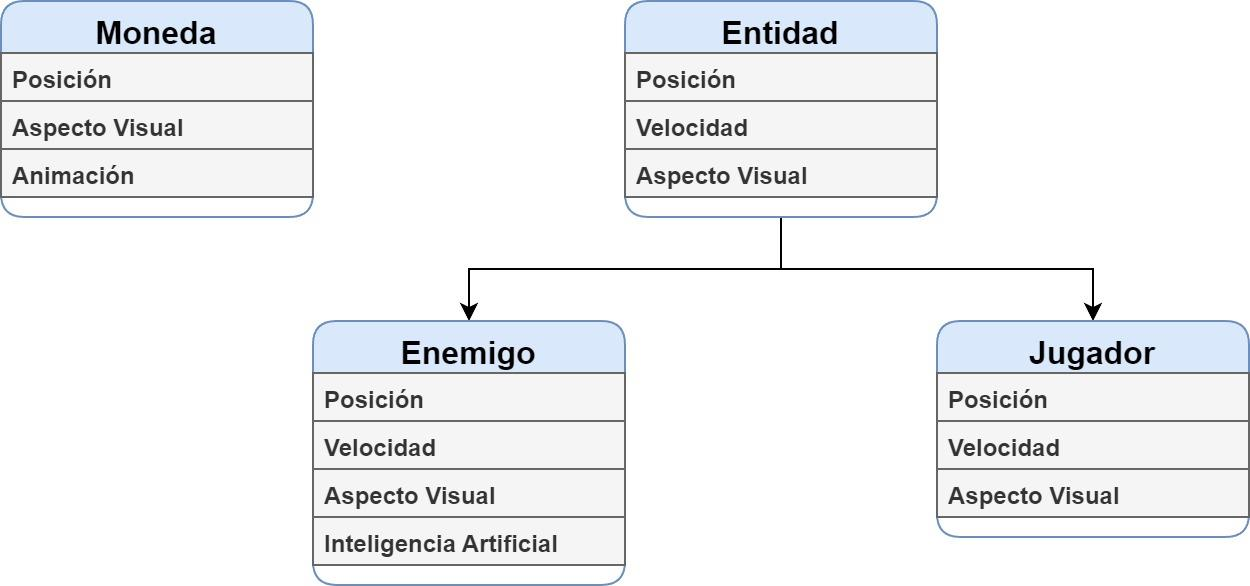 Moneda
Posición
Aspecto Visual
Animación
Entidad
Posición
Velocidad
Aspecto Visual
Enemigo
Posición
Velocidad
Aspecto Visual
Inteligencia Artificial
Jugador
Posición
Velocidad
Aspecto Visual